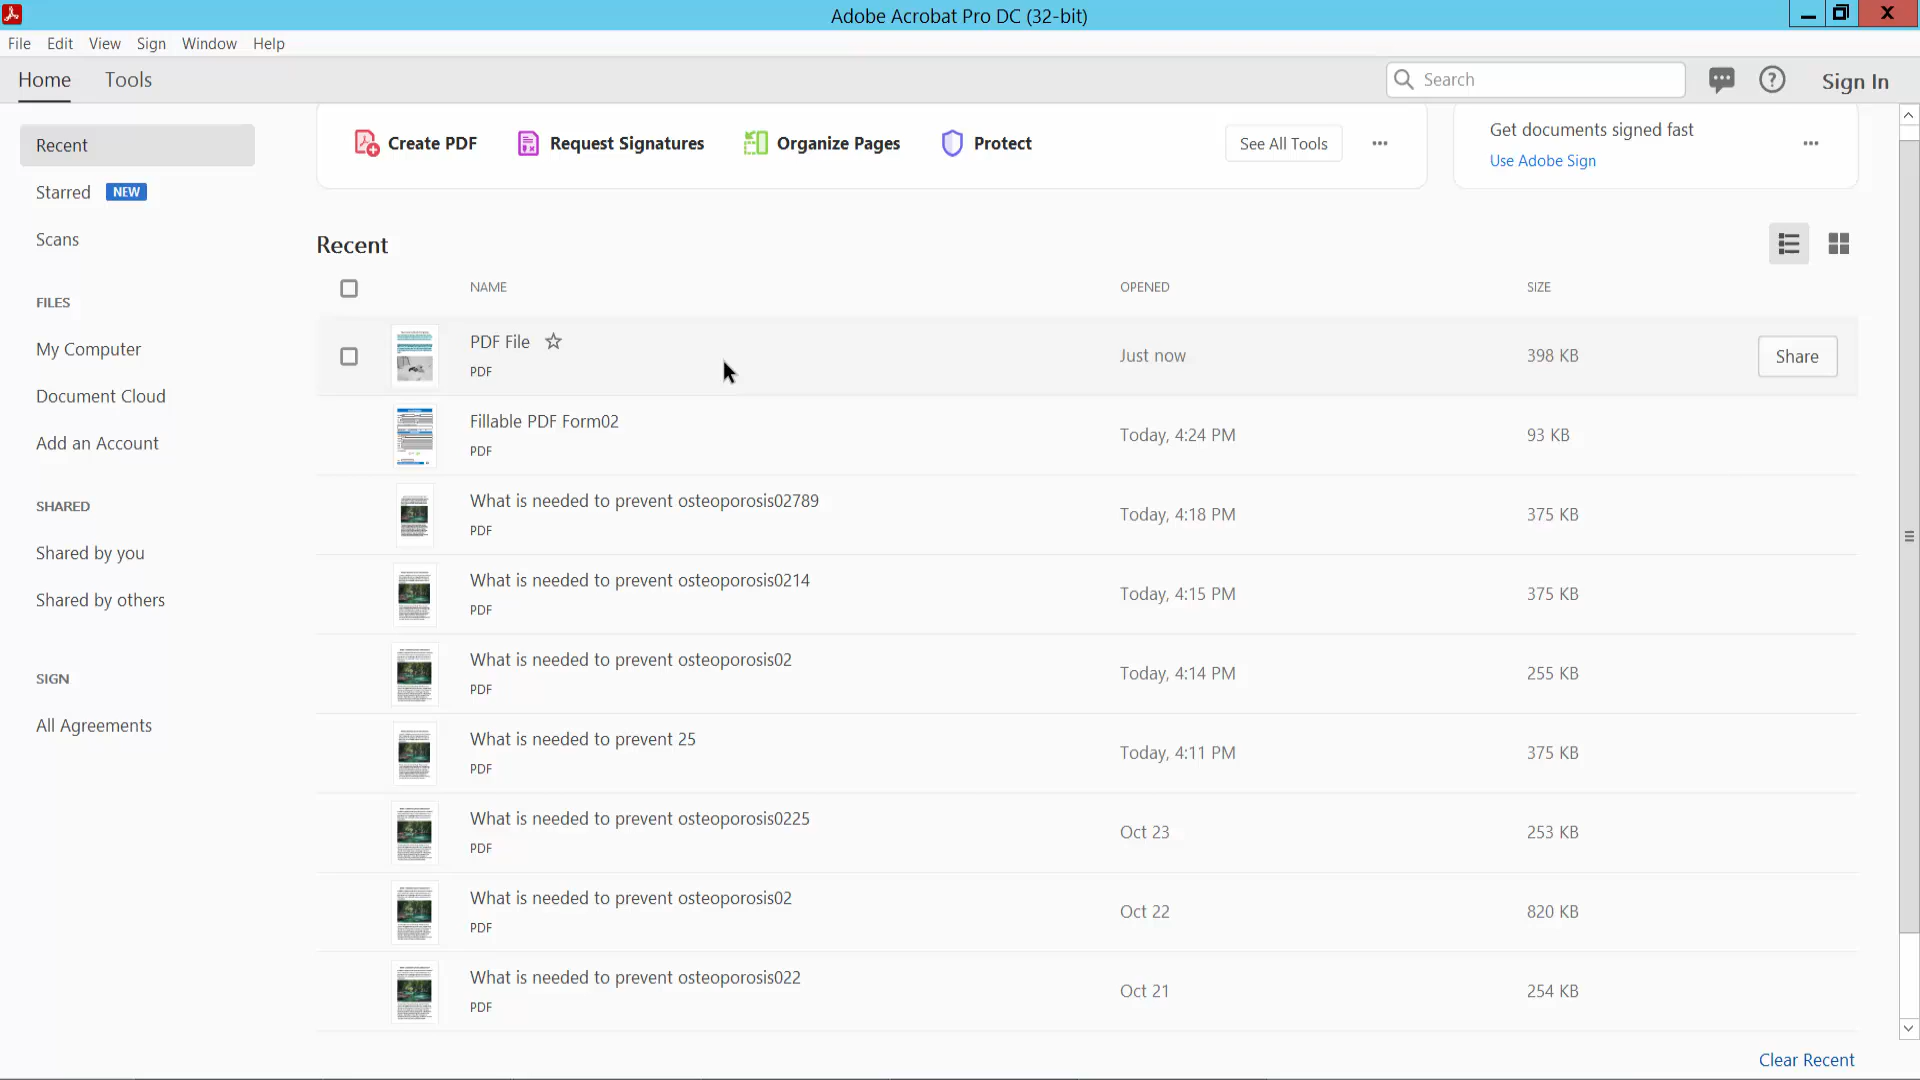 Adobe Acrobat Pro DC (32-bit)
File Edit View Sign Window Help
Home Tools Search Sign In
Recent
Starred NEW
Scans
FILES
My Computer
Document Cloud
Add an Account
SHARED
Shared by you
Shared by others
SIGN
All Agreements
Create PDF Request Signatures Organize Pages Protect See All Tools
Get documents signed fast
Use Adobe Sign
Recent
NAME OPENED SIZE
PDF File Just now 398 KB Share
PDF
Fillable PDF Form02 Today, 4:24 PM 93 KB
PDF
What is needed to prevent osteoporosis02789 Today, 4:18 PM 375 KB
PDF
What is needed to prevent osteoporosis0214 Today, 4:15 PM 375 KB
PDF
What is needed to prevent osteoporosis02 Today, 4:14 PM 255 KB
PDF
What is needed to prevent 25 Today, 4:11 PM 375 KB
PDF
What is needed to prevent osteoporosis0225 Oct 23 253 KB
PDF
What is needed to prevent osteoporosis02 Oct 22 820 KB
PDF
What is needed to prevent osteoporosis022 Oct 21 254 KB
PDF
Clear Recent